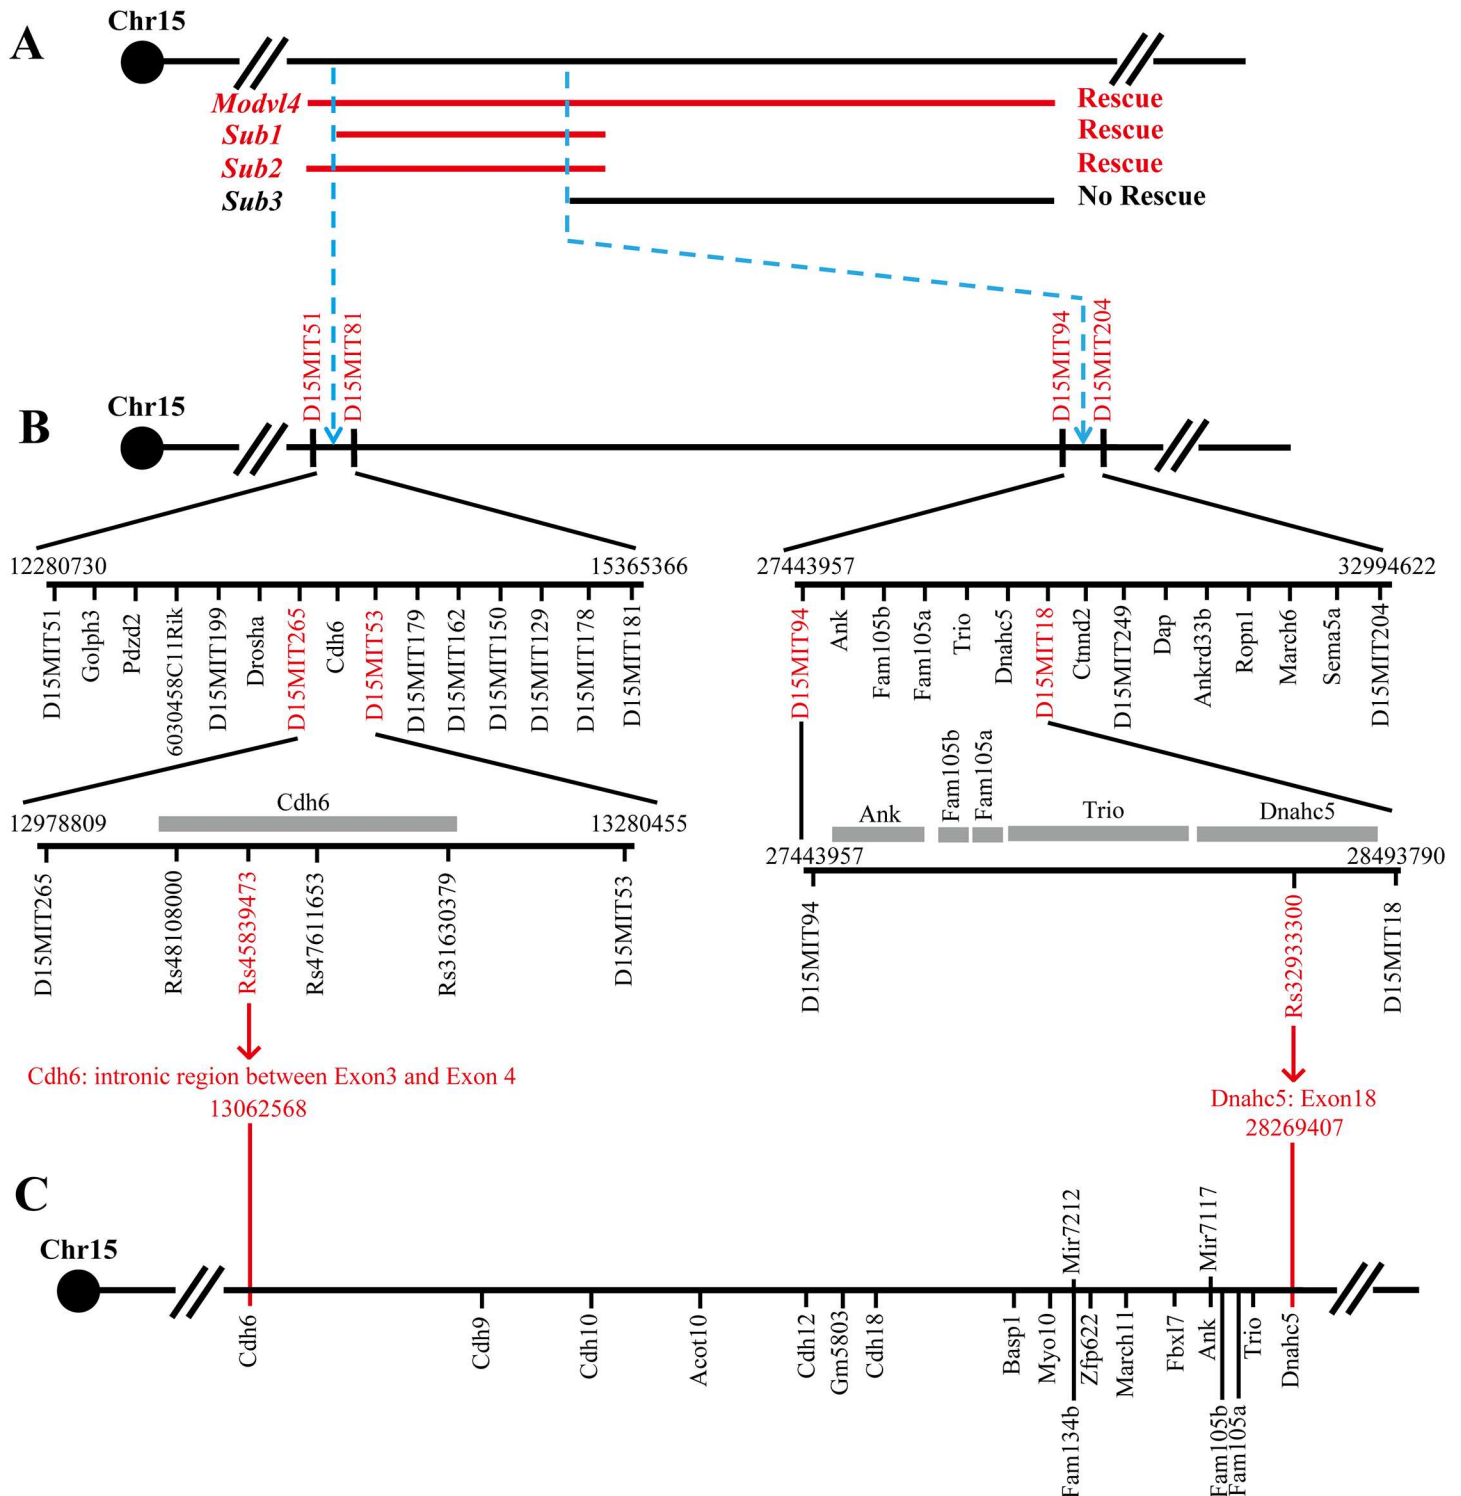 A
Chr15
Modvl4 Rescue
Sub1 Rescue
Sub2 Rescue
Sub3 No Rescue
B
Chr15
D15MIT51
D15MIT81
D15MIT94
D15MIT204
12280730
15365366
D15MIT51
Golph3
Pdzd2
6030458C11Rik
D15MIT199
Drosha
D15MIT265
Cdh6
D15MIT53
D15MIT179
D15MIT162
D15MIT150
D15MIT129
D15MIT178
D15MIT181
27443957
32994622
D15MIT94
Ank
Fam105b
Fam105a
Trio
Dnahc5
D15MIT18
Ctnnd2
D15MIT249
Dap
Ankrd33b
Ropn1
March6
Sema5a
D15MIT204
12978809
Cdh6
13280455
D15MIT265
Rs48108000
Rs45839473
Rs47611653
Rs31630379
D15MIT53
Cdh6: intronic region between Exon3 and Exon 4
13062568
Ank
Fam105b
Fam105a
Trio
Dnahc5
27443957
28493790
D15MIT94
Rs32933300
D15MIT18
Dnahc5: Exon18
28269407
C
Chr15
Cdh6
Cdh9
Cdh10
Acot10
Cdh12
Gm5803
Cdh18
Basp1
Myo10
Mir7212
Fam134b
Zfp622
March11
Fbxl7
Mir7117
Ank
Fam105b
Fam105a
Trio
Dnahc5